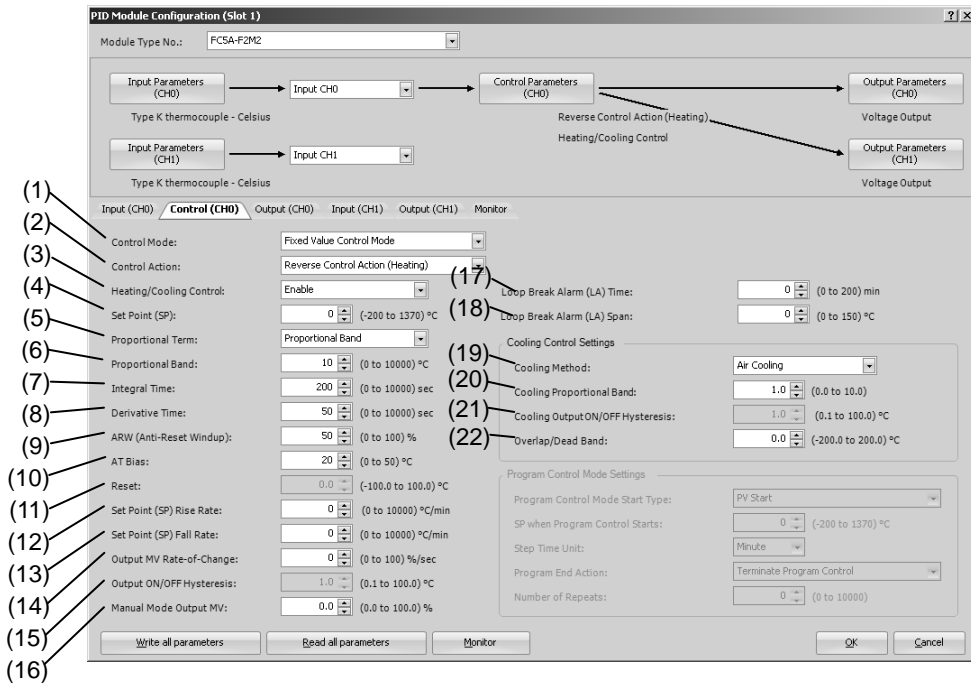 PID Module Configuration (Slot 1)
Module Type No.: FC5A-F2M2
Input Parameters (CH0) Input CH0 Control Parameters (CH0) Output Parameters (CH0)
Type K thermocouple - Celsius Reverse Control Action (Heating) Voltage Output
Heating/Cooling Control
Input Parameters (CH1) Input CH1 Output Parameters (CH1)
Type K thermocouple - Celsius Voltage Output
Input (CH0) Control (CH0) Output (CH0) Input (CH1) Output (CH1) Monitor
(1) Control Mode: Fixed Value Control Mode
(2) Control Action: Reverse Control Action (Heating)
(3) Heating/Cooling Control: Enable
(4) Set Point (SP): 0 (-200 to 1370) °C
(5) Proportional Term: Proportional Band
(6) Proportional Band: 10 (0 to 10000) °C
(7) Integral Time: 200 (0 to 10000) sec
(8) Derivative Time: 50 (0 to 10000) sec
(9) ARW (Anti-Reset Windup): 50 (0 to 100) %
(10) AT Bias: 20 (0 to 50) °C
(11) Reset: 0.0 (-100.0 to 100.0) °C
(12) Set Point (SP) Rise Rate: 0 (0 to 10000) °C/min
(13) Set Point (SP) Fall Rate: 0 (0 to 10000) °C/min
(14) Output MV Rate-of-Change: 0 (0 to 100) %/sec
(15) Output ON/OFF Hysteresis: 1.0 (0.1 to 100.0) °C
(16) Manual Mode Output MV: 0.0 (0.0 to 100.0) %
(17) Loop Break Alarm (LA) Time: 0 (0 to 200) min
(18) Loop Break Alarm (LA) Span: 0 (0 to 150) °C
Cooling Control Settings
(19) Cooling Method: Air Cooling
(20) Cooling Proportional Band: 1.0 (0.0 to 10.0)
(21) Cooling Output ON/OFF Hysteresis: 1.0 (0.1 to 100.0) °C
(22) Overlap/Dead Band: 0.0 (-200.0 to 200.0) °C
Program Control Mode Settings
Program Control Mode Start Type: PV Start
SP when Program Control Starts: 0 (-200 to 1370) °C
Step Time Unit: Minute
Program End Action: Terminate Program Control
Number of Repeats: 0 (0 to 10000)
Write all parameters Read all parameters Monitor OK Cancel